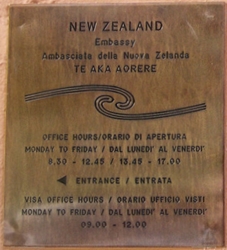 NEW ZEALAND
Embassy
Ambasciata della Nuova Zelanda
TE AKA AORERE
OFFICE HOURS/ORARIO DI APERTURA
MONDAY TO FRIDAY / DAL LUNEDI' AL VENERDI'
8.30 - 12.45 / 13.45 - 17.00
ENTRANCE / ENTRATA
VISA OFFICE HOURS / ORARIO UFFICIO VISTI
MONDAY TO FRIDAY / DAL LUNEDI' AL VENERDI'
09.00 - 12.00